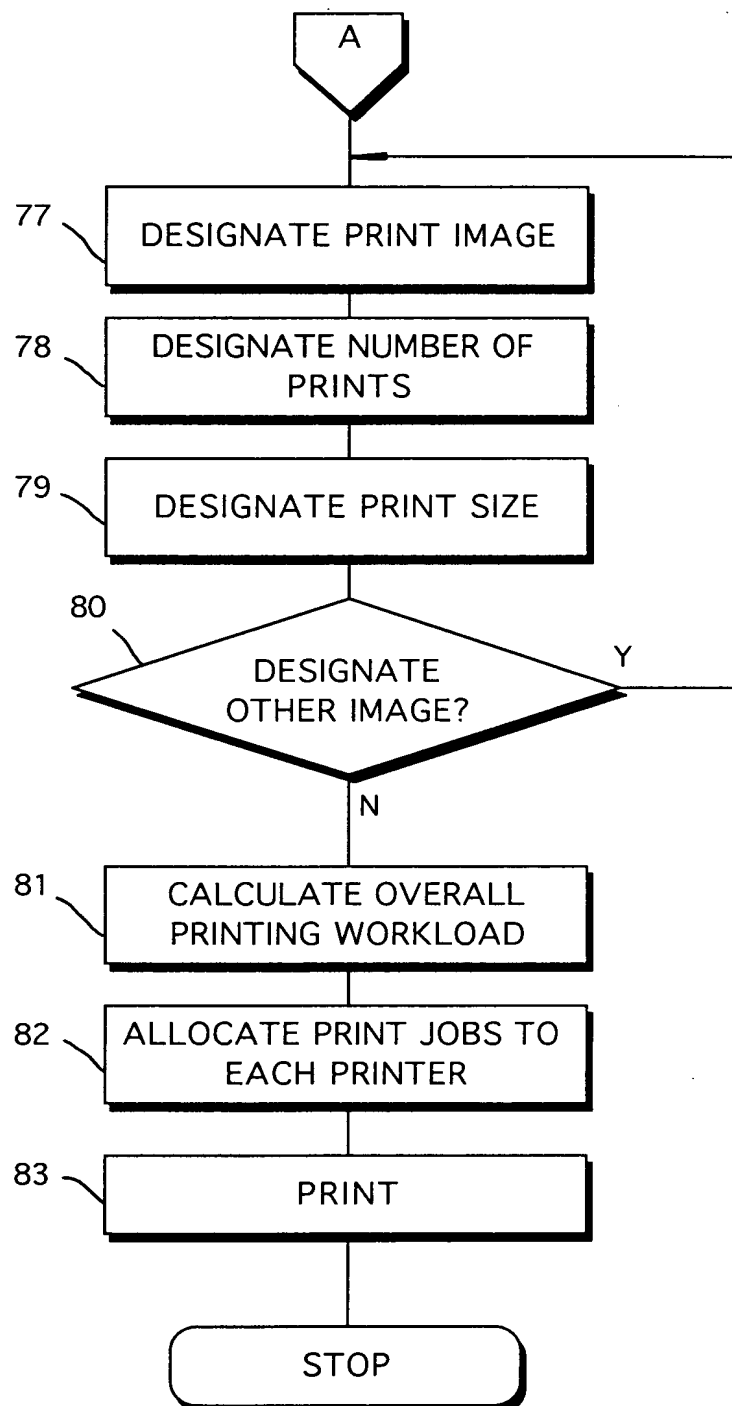 A
77
DESIGNATE PRINT IMAGE
78
DESIGNATE NUMBER OF
PRINTS
79
DESIGNATE PRINT SIZE
80
DESIGNATE
OTHER IMAGE?
Y
N
81
CALCULATE OVERALL
PRINTING WORKLOAD
82
ALLOCATE PRINT JOBS TO
EACH PRINTER
83
PRINT
STOP